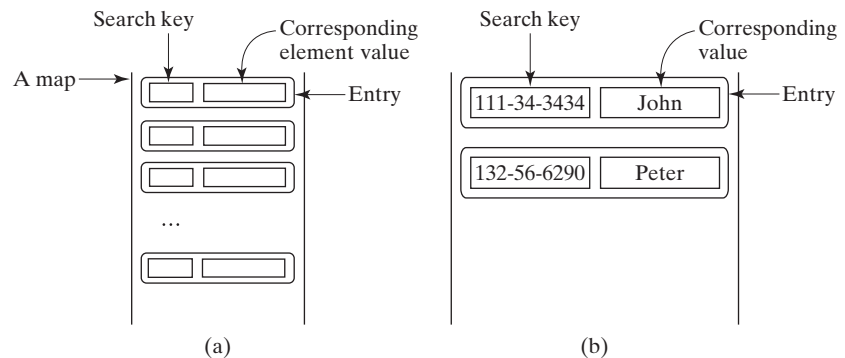 Search key
Corresponding
element value
A map
Entry
...
(a)
Search key
Corresponding
value
111-34-3434 John
Entry
132-56-6290 Peter
(b)